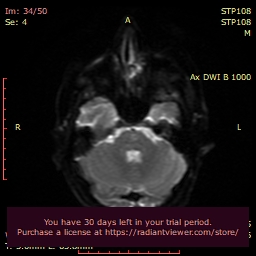 Im: 34/50
Se: 4
A
STP108
STP108
M
Ax DWI B 1000
R
L
You have 30 days left in your trial period.
Purchase a license at https://radiantviewer.com/store/